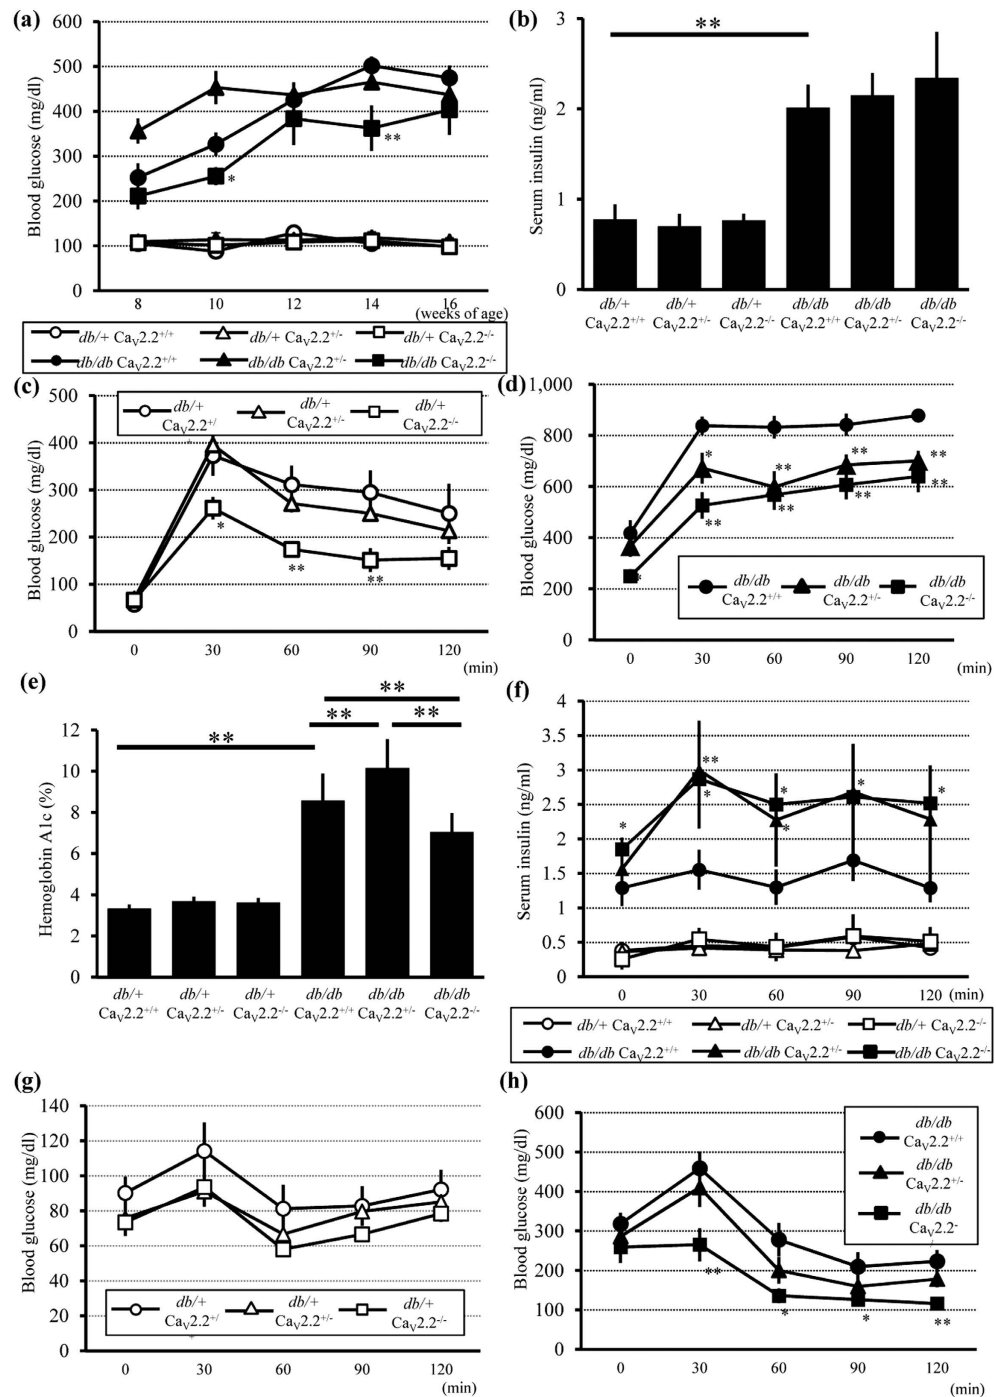 (a)
Blood glucose (mg/dl)
600
500
400
300
200
100
0
*
**
8 10 12 14 16
(weeks of age)
db/+ CaV2.2+/+ db/+ CaV2.2+/- db/+ CaV2.2-/-
db/db CaV2.2+/+ db/db CaV2.2+/- db/db CaV2.2-/-
(b)
Serum insulin (ng/ml)
3
2
1
0
**
db/+ db/+ db/+ db/db db/db db/db
CaV2.2+/+ CaV2.2+/- CaV2.2-/- CaV2.2+/+ CaV2.2+/- CaV2.2-/-
(c)
Blood glucose (mg/dl)
500
400
300
200
100
0
db/+ db/+ db/+
CaV2.2+/ CaV2.2+/- CaV2.2-/-
*
** **
0 30 60 90 120
(min)
(d)
Blood glucose (mg/dl)
1,000
800
600
400
200
0
* ** ** **
* ** ** ** **
db/db db/db db/db
CaV2.2+/+ CaV2.2+/- CaV2.2-/-
0 30 60 90 120
(min)
(e)
Hemoglobin A1c (%)
12
10
8
6
4
2
0
**
** **
**
db/+ db/+ db/+ db/db db/db db/db
CaV2.2+/+ CaV2.2+/- CaV2.2-/- CaV2.2+/+ CaV2.2+/- CaV2.2-/-
(f)
Serum insulin (ng/ml)
4
3.5
3
2.5
2
1.5
1
0.5
0
**
* * * * *
*
0 30 60 90 120 (min)
db/+ CaV2.2+/+ db/+ CaV2.2+/- db/+ CaV2.2-/-
db/db CaV2.2+/+ db/db CaV2.2+/- db/db CaV2.2-/-
(g)
Blood glucose (mg/dl)
140
120
100
80
60
40
20
0
db/+ db/+ db/+
CaV2.2+/ CaV2.2+/- CaV2.2-/-
0 30 60 90 120
(min)
(h)
Blood glucose (mg/dl)
600
500
400
300
200
100
0
db/db
CaV2.2+/+
db/db
CaV2.2+/-
db/db
CaV2.2-
**
* * **
0 30 60 90 120
(min)